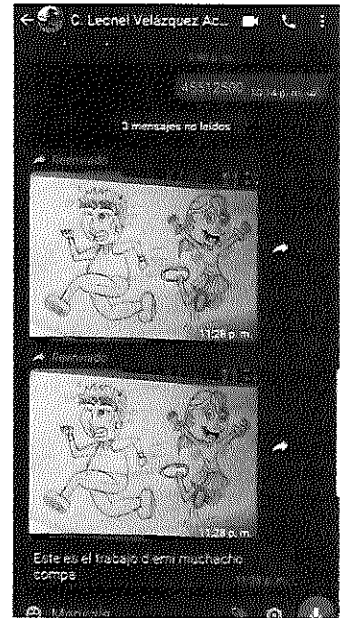 C. Leonel Velázquez Ac...
3 mensajes no leídos
Reenviado
11:28 p. m.
Reenviado
11:28 p. m.
Este es el trabajo d emi muchacho
compa
Mensaje